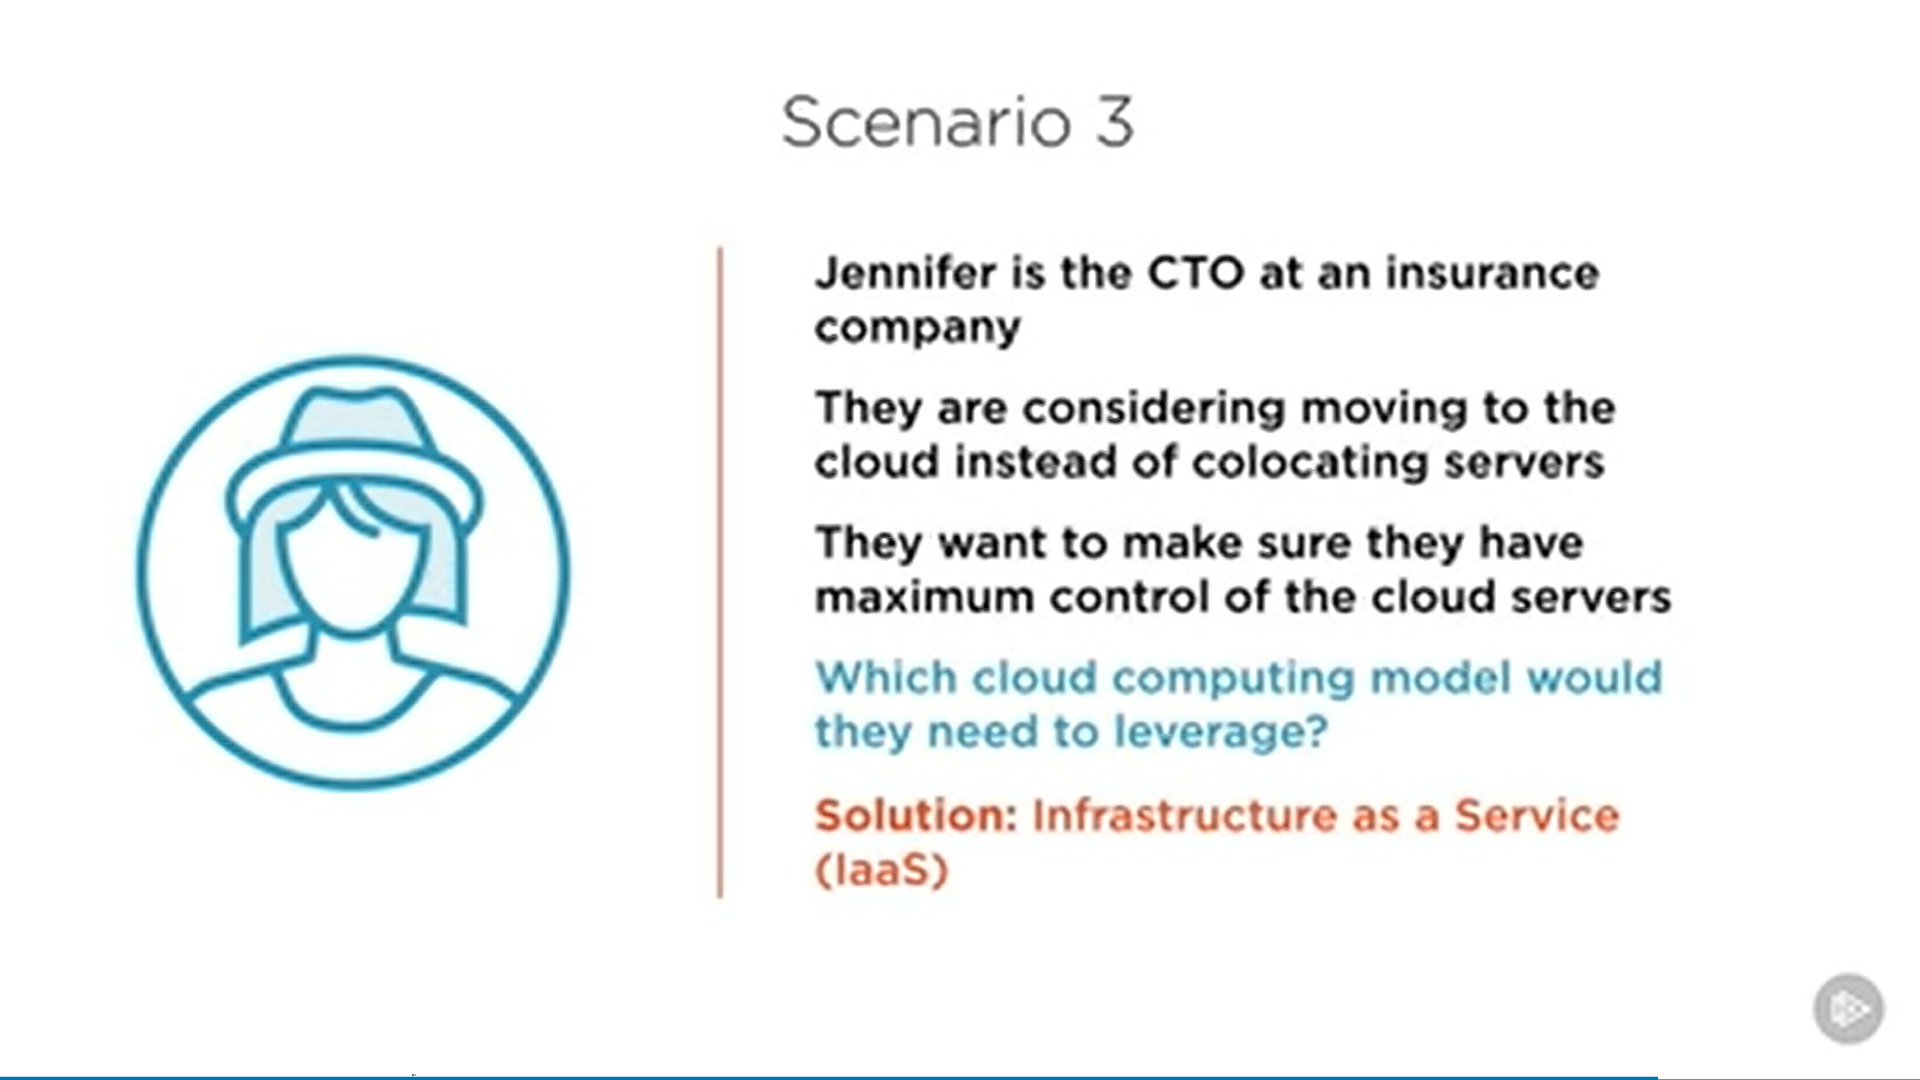 Scenario 3
Jennifer is the CTO at an insurance
company
They are considering moving to the
cloud instead of colocating servers
They want to make sure they have
maximum control of the cloud servers
Which cloud computing model would
they need to leverage?
Solution: Infrastructure as a Service
(IaaS)